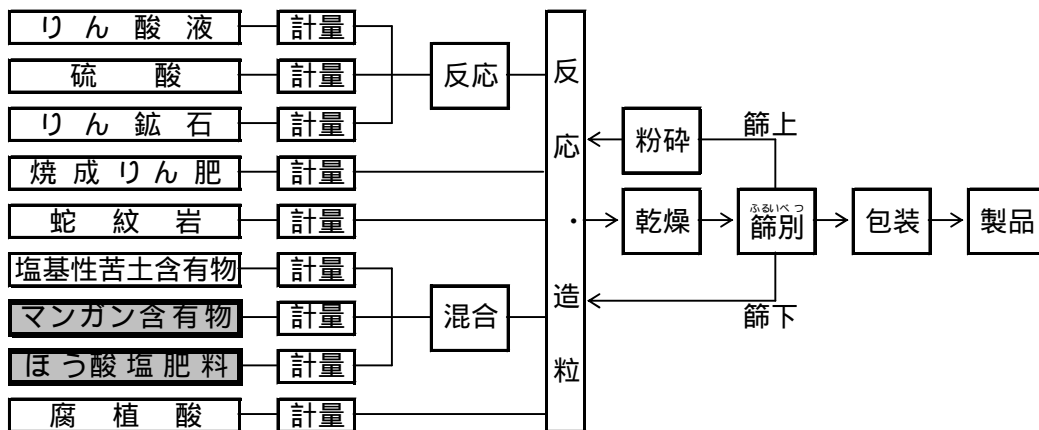 りん酸液 計量
硫酸 計量 反応
りん鉱石 計量
焼成りん肥 計量
蛇紋岩 計量
塩基性苦土含有物 計量
マンガン含有物 計量 混合
ほう酸塩肥料 計量
腐植酸 計量
反応・造粒
粉砕 篩上
乾燥 篩別 包装 製品
ふるいべつ
篩下